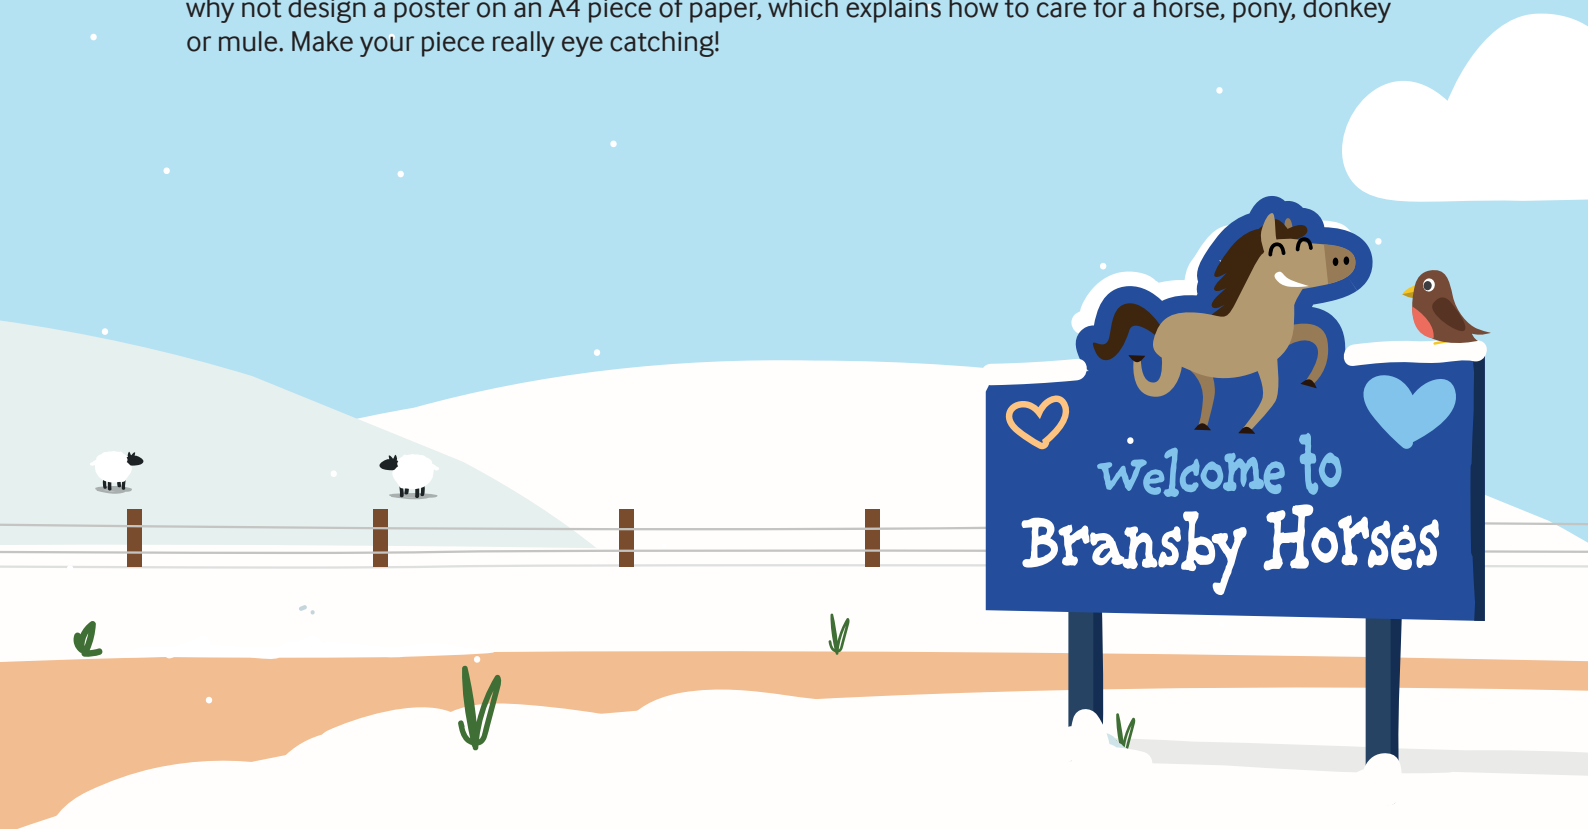 why not design a poster on an A4 piece of paper, which explains how to care for a horse, pony, donkey
or mule. Make your piece really eye catching!
welcome to
Bransby Horses